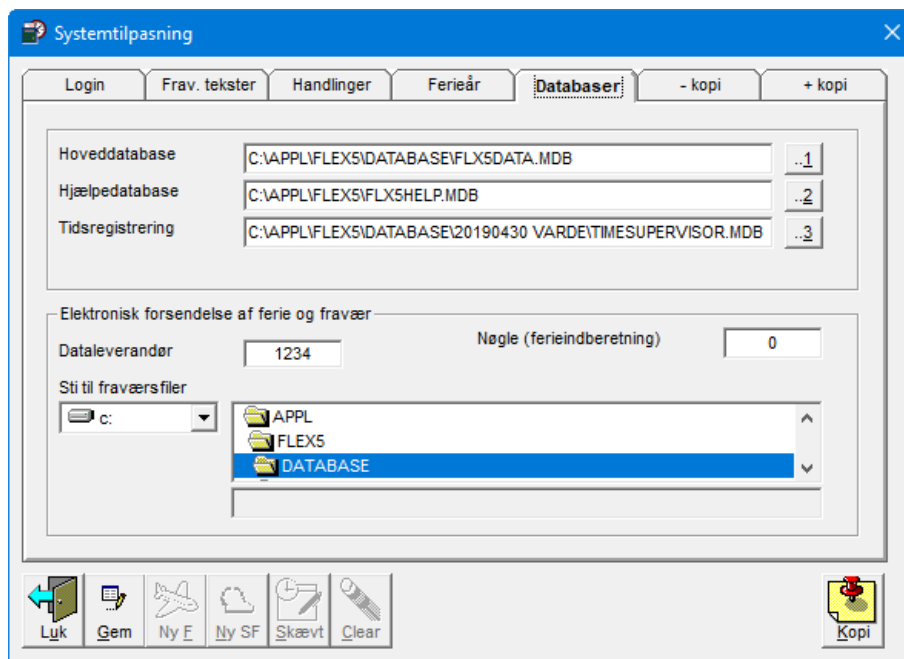 Systemtilpasning
Login Frav. tekster Handlinger Ferieår Databaser - kopi + kopi
Hoveddatabase C:\APPL\FLEX5\DATABASE\FLX5DATA.MDB ..1
Hjælpedatabase C:\APPL\FLEX5\FLX5HELP.MDB ..2
Tidsregistrering C:\APPL\FLEX5\DATABASE\20190430 VARDE\TIMESUPERVISOR.MDB ..3
Elektronisk forsendelse af ferie og fravær
Dataleverandør 1234 Nøgle (ferieindberetning) 0
Sti til fraværsfiler
c: APPL
FLEX5
DATABASE
Luk Gem Ny F Ny SF Skævt Clear Kopi